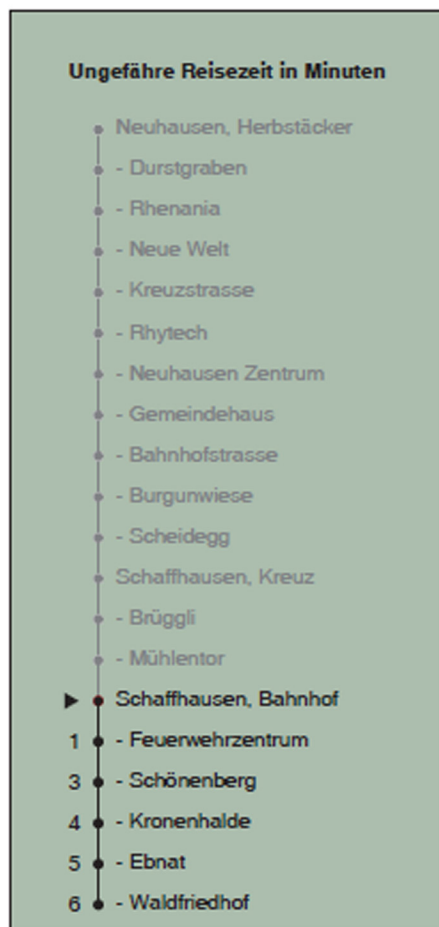 Ungefähre Reisezeit in Minuten
Neuhausen, Herbstäcker
- Durstgraben
- Rhenania
- Neue Welt
- Kreuzstrasse
- Rhytech
- Neuhausen Zentrum
- Gemeindehaus
- Bahnhofstrasse
- Burgunwiese
- Scheidegg
Schaffhausen, Kreuz
- Brüggli
- Mühlentor
Schaffhausen, Bahnhof
1 - Feuerwehrzentrum
3 - Schönenberg
4 - Kronenhalde
5 - Ebnat
6 - Waldfriedhof